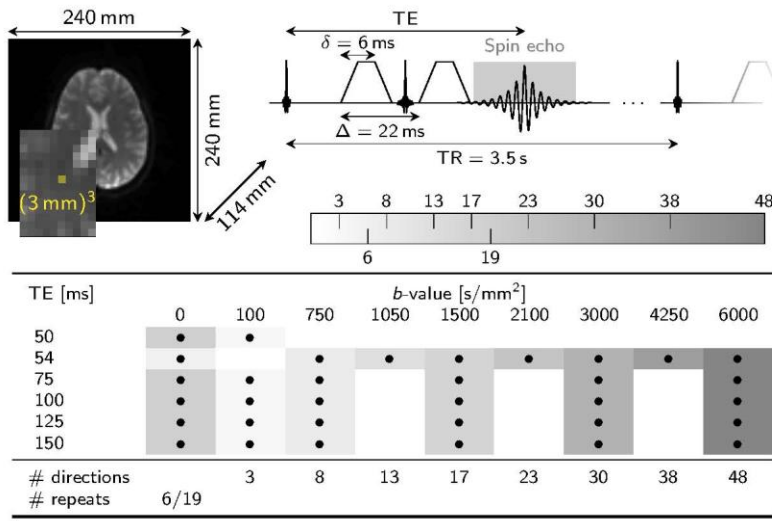 240 mm
240 mm
114 mm
(3 mm)³
TE
δ = 6 ms
Spin echo
Δ = 22 ms
. . .
TR = 3.5 s
3 8 13 17 23 30 38 48
6 19
TE [ms] b-value [s/mm²]
0 100 750 1050 1500 2100 3000 4250 6000
50
54
75
100
125
150
# directions 3 8 13 17 23 30 38 48
# repeats 6/19